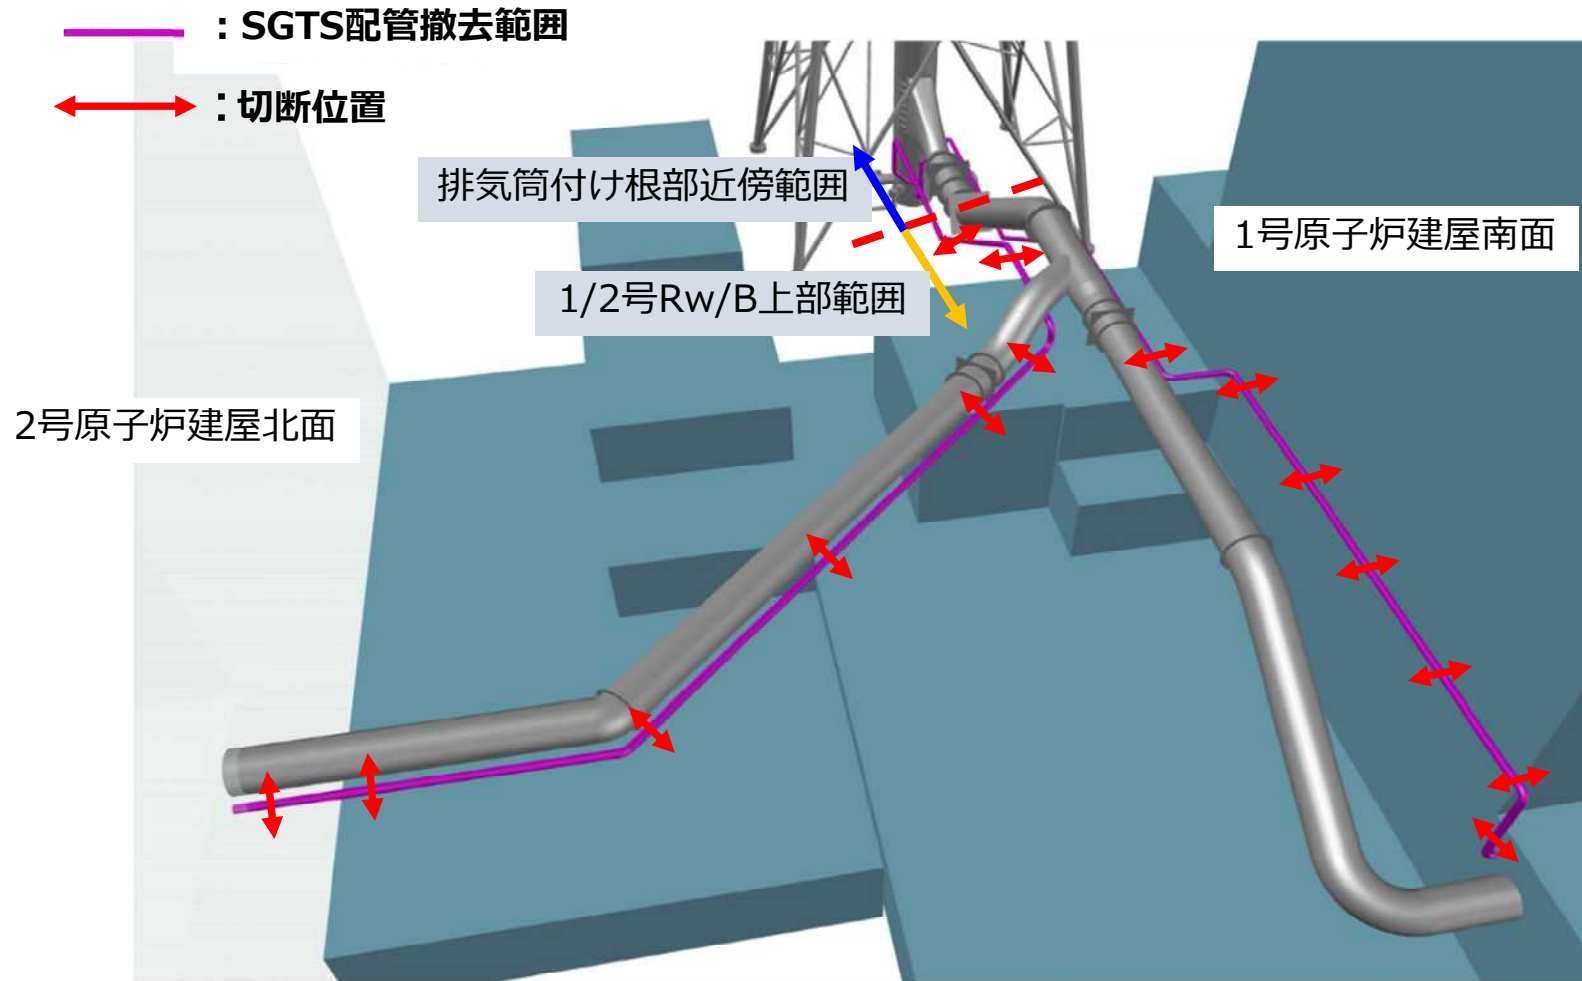 ：SGTS配管撤去範囲
：切断位置
排気筒付け根部近傍範囲
1号原子炉建屋南面
1/2号Rw/B上部範囲
2号原子炉建屋北面